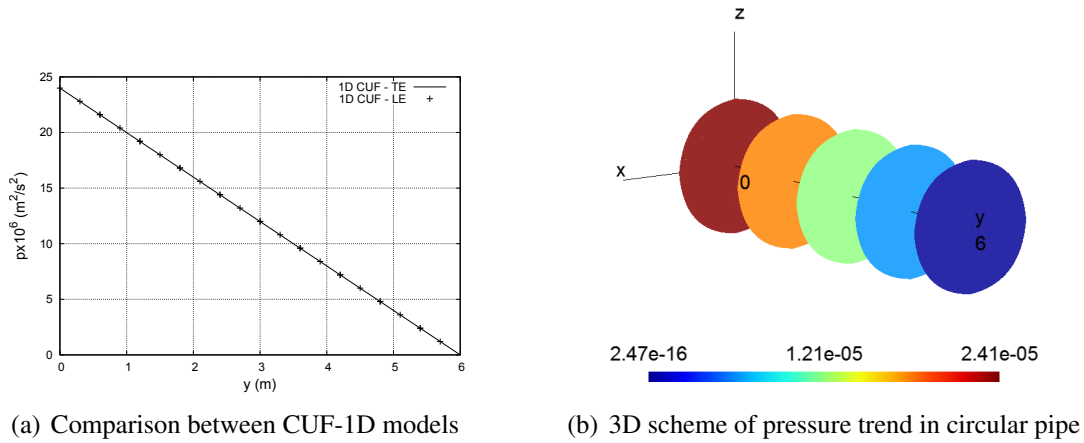 25
20
15
10
5
0
0 1 2 3 4 5 6
px10^6 (m^2/s^2)
y (m)
1D CUF - TE
1D CUF - LE
(a) Comparison between CUF-1D models
z
x
0
y
6
2.47e-16 1.21e-05 2.41e-05
(b) 3D scheme of pressure trend in circular pipe